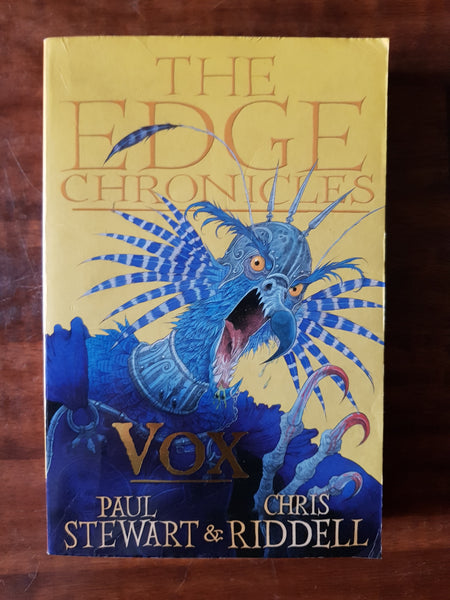 THE
EDGE
CHRONICLES
VOX
PAUL CHRIS
STEWART & RIDDELL